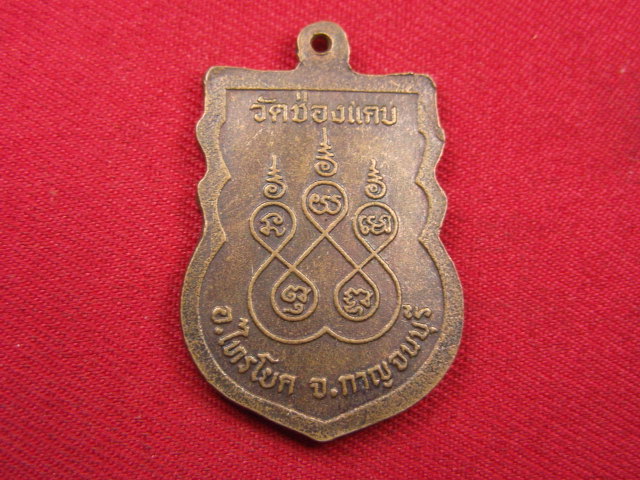 วัดช่องแคบ
อ.ไทรโยค จ.กาญจนบุรี